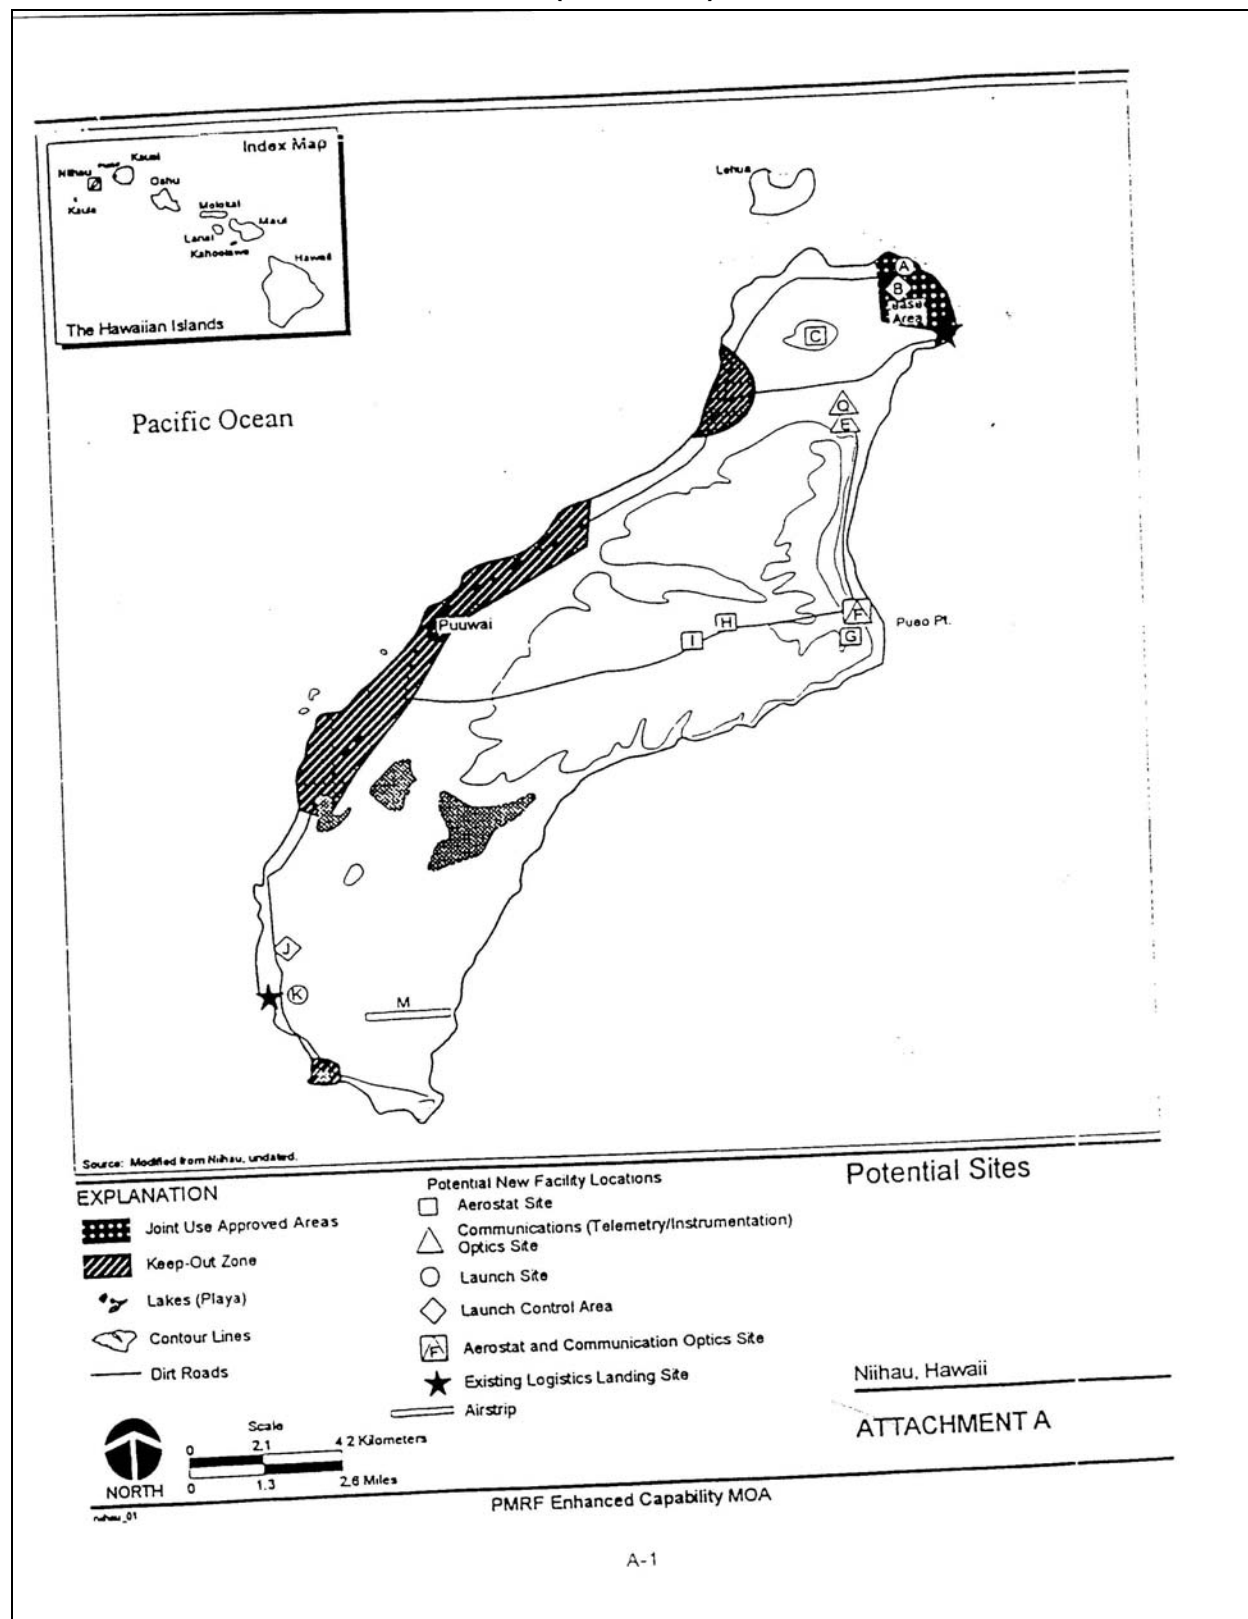 Index Map
Kauai
Niihau
Oahu
Kaula
Molokai
Maui
Lanai
Kahoolawe
Hawaii
The Hawaiian Islands
Lehua
A
B
Base
Area
C
Pacific Ocean
E
Puuwai
H
F
I
G
Pueo Pt.
J
K
M
Source: Modified from Niihau, undated.
EXPLANATION
Joint Use Approved Areas
Keep-Out Zone
Lakes (Playa)
Contour Lines
Dirt Roads
Potential New Facility Locations
Aerostat Site
Communications (Telemetry/Instrumentation)
Optics Site
Launch Site
Launch Control Area
F
Aerostat and Communication Optics Site
Existing Logistics Landing Site
Airstrip
Potential Sites
Niihau, Hawaii
ATTACHMENT A
NORTH
Scale
0 2.1 4.2 Kilometers
0 1.3 2.6 Miles
PMRF Enhanced Capability MOA
A-1